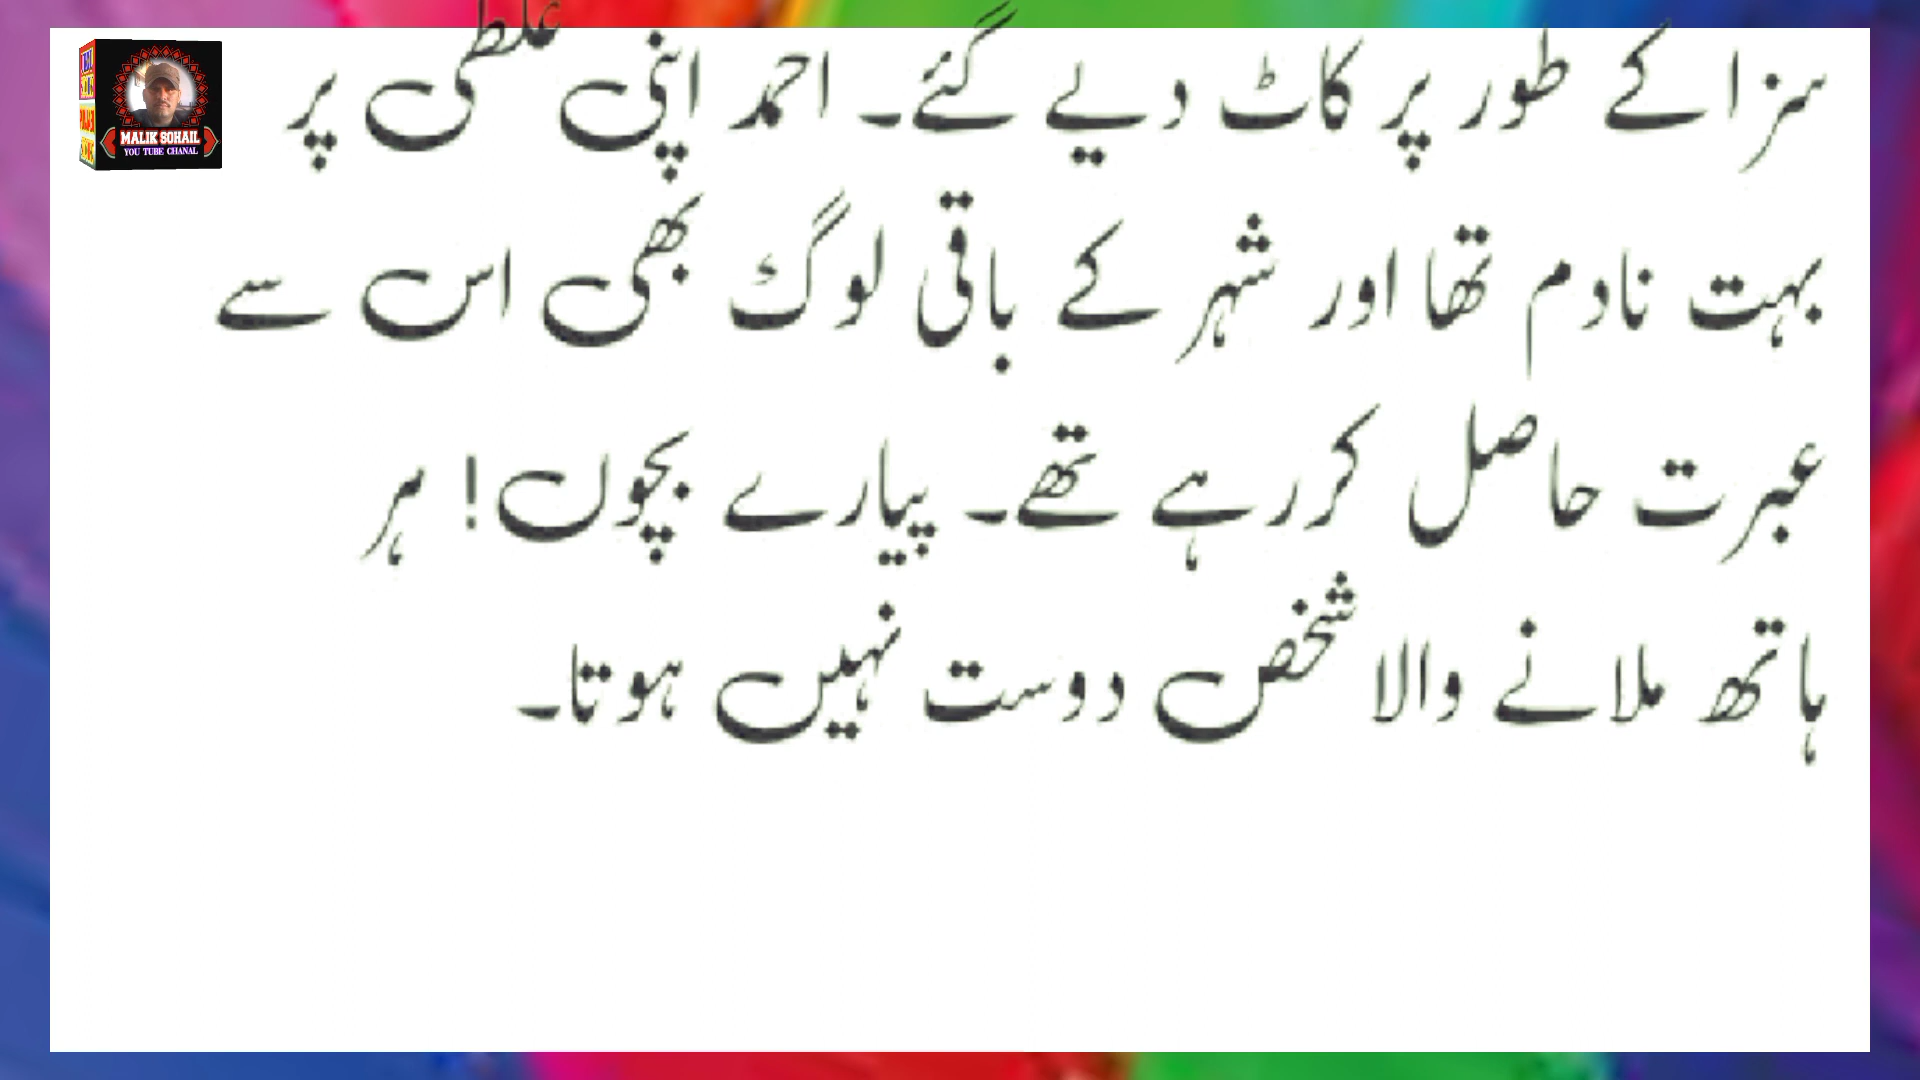 MALIK SOHAIL
YOU TUBE CHANAL
سزا کے طور پر کاٹ دیے گئے۔ احمد اپنی غلطی پر
بہت نادم تھا اور شہر کے باقی لوگ بھی اس سے
عبرت حاصل کر رہے تھے۔ پیارے بچوں! ہر
ہاتھ ملانے والا شخص دوست نہیں ہوتا۔